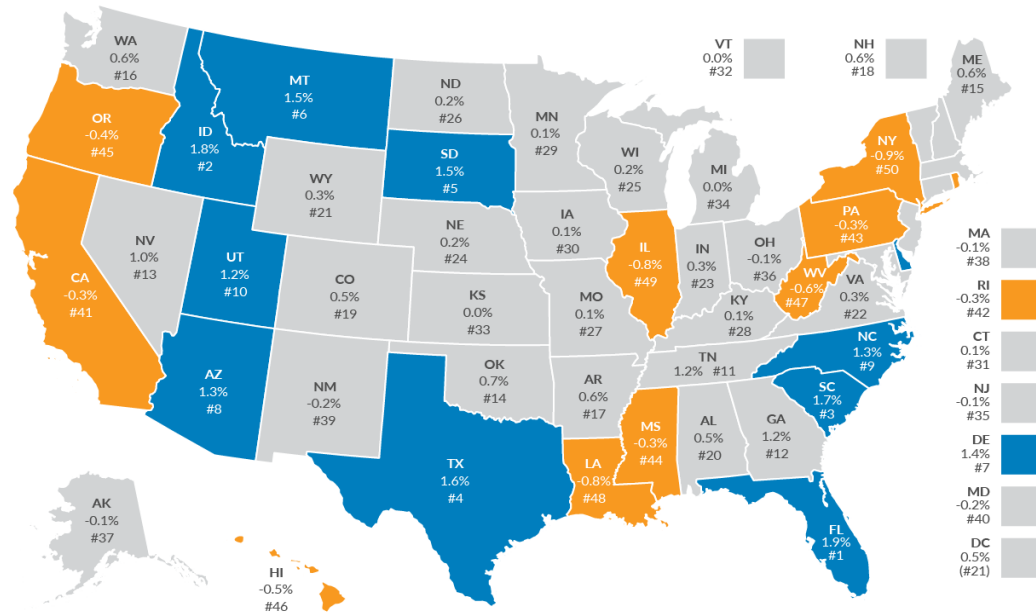 WA
0.6%
#16
OR
-0.4%
#45
CA
-0.3%
#41
NV
1.0%
#13
ID
1.8%
#2
MT
1.5%
#6
WY
0.3%
#21
UT
1.2%
#10
AZ
1.3%
#8
CO
0.5%
#19
NM
-0.2%
#39
ND
0.2%
#26
SD
1.5%
#5
NE
0.2%
#24
KS
0.0%
#33
OK
0.7%
#14
TX
1.6%
#4
MN
0.1%
#29
IA
0.1%
#30
MO
0.1%
#27
AR
0.6%
#17
LA
-0.8%
#48
WI
0.2%
#25
IL
-0.8%
#49
MS
-0.3%
#44
MI
0.0%
#34
IN
0.3%
#23
OH
-0.1%
#36
KY
0.1%
#28
TN
1.2% #11
AL
0.5%
#20
GA
1.2%
#12
FL
1.9%
#1
SC
1.7%
#3
NC
1.3%
#9
VA
0.3%
#22
WV
-0.6%
#47
PA
-0.3%
#43
NY
-0.9%
#50
VT
0.0%
#32
NH
0.6%
#18
ME
0.6%
#15
MA
-0.1%
#38
RI
-0.3%
#42
CT
0.1%
#31
NJ
-0.1%
#35
DE
1.4%
#7
MD
-0.2%
#40
DC
0.5%
(#21)
AK
-0.1%
#37
HI
-0.5%
#46